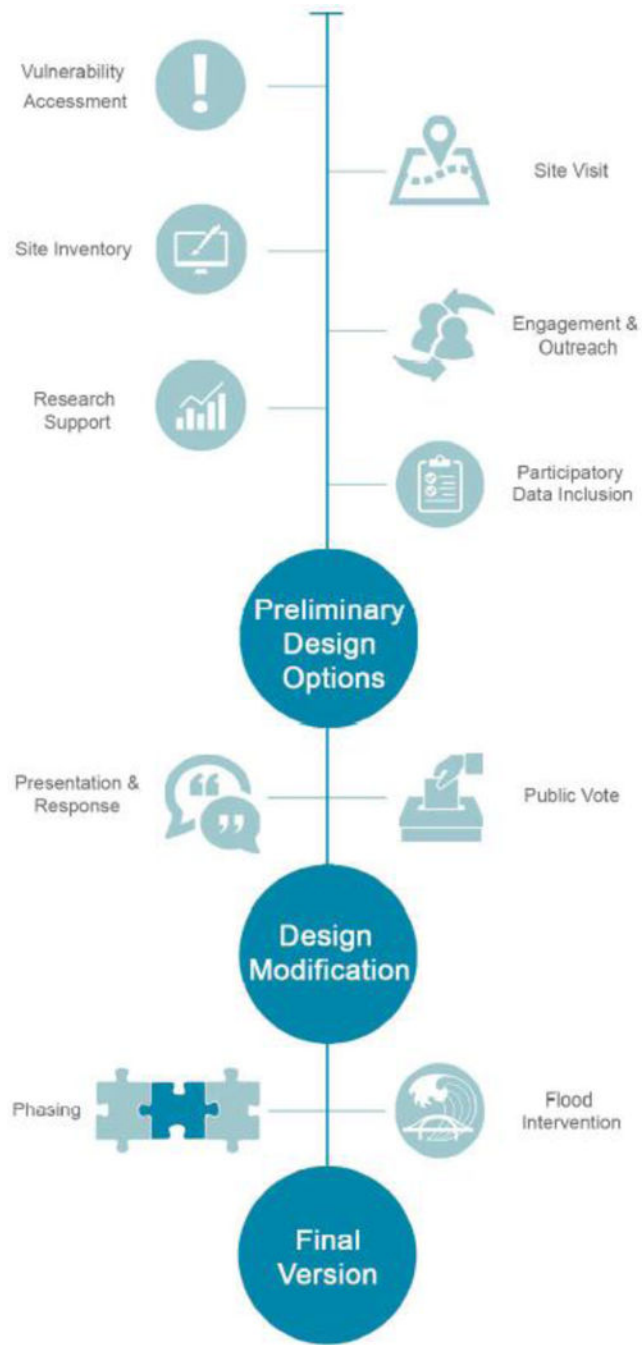 Vulnerability
Accessment
Site Visit
Site Inventory
Engagement &
Outreach
Research
Support
Participatory
Data Inclusion
Preliminary
Design
Options
Presentation &
Response
Public Vote
Design
Modification
Phasing
Flood
Intervention
Final
Version